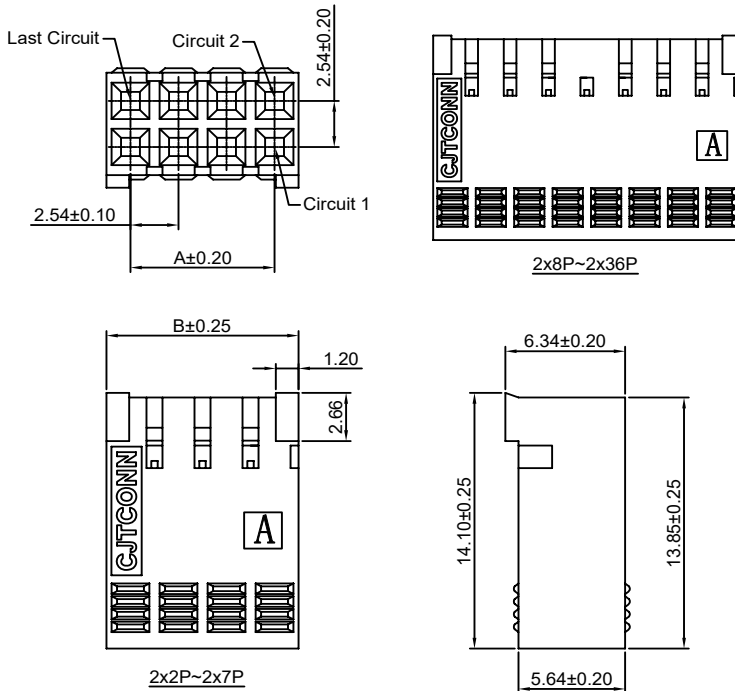 Last Circuit
Circuit 2
2.54±0.20
Circuit 1
2.54±0.10
A±0.20
CJTCONN
A
2x8P~2x36P
B±0.25
1.20
2.66
CJTCONN
A
2x2P~2x7P
6.34±0.20
14.10±0.25
13.85±0.25
5.64±0.20